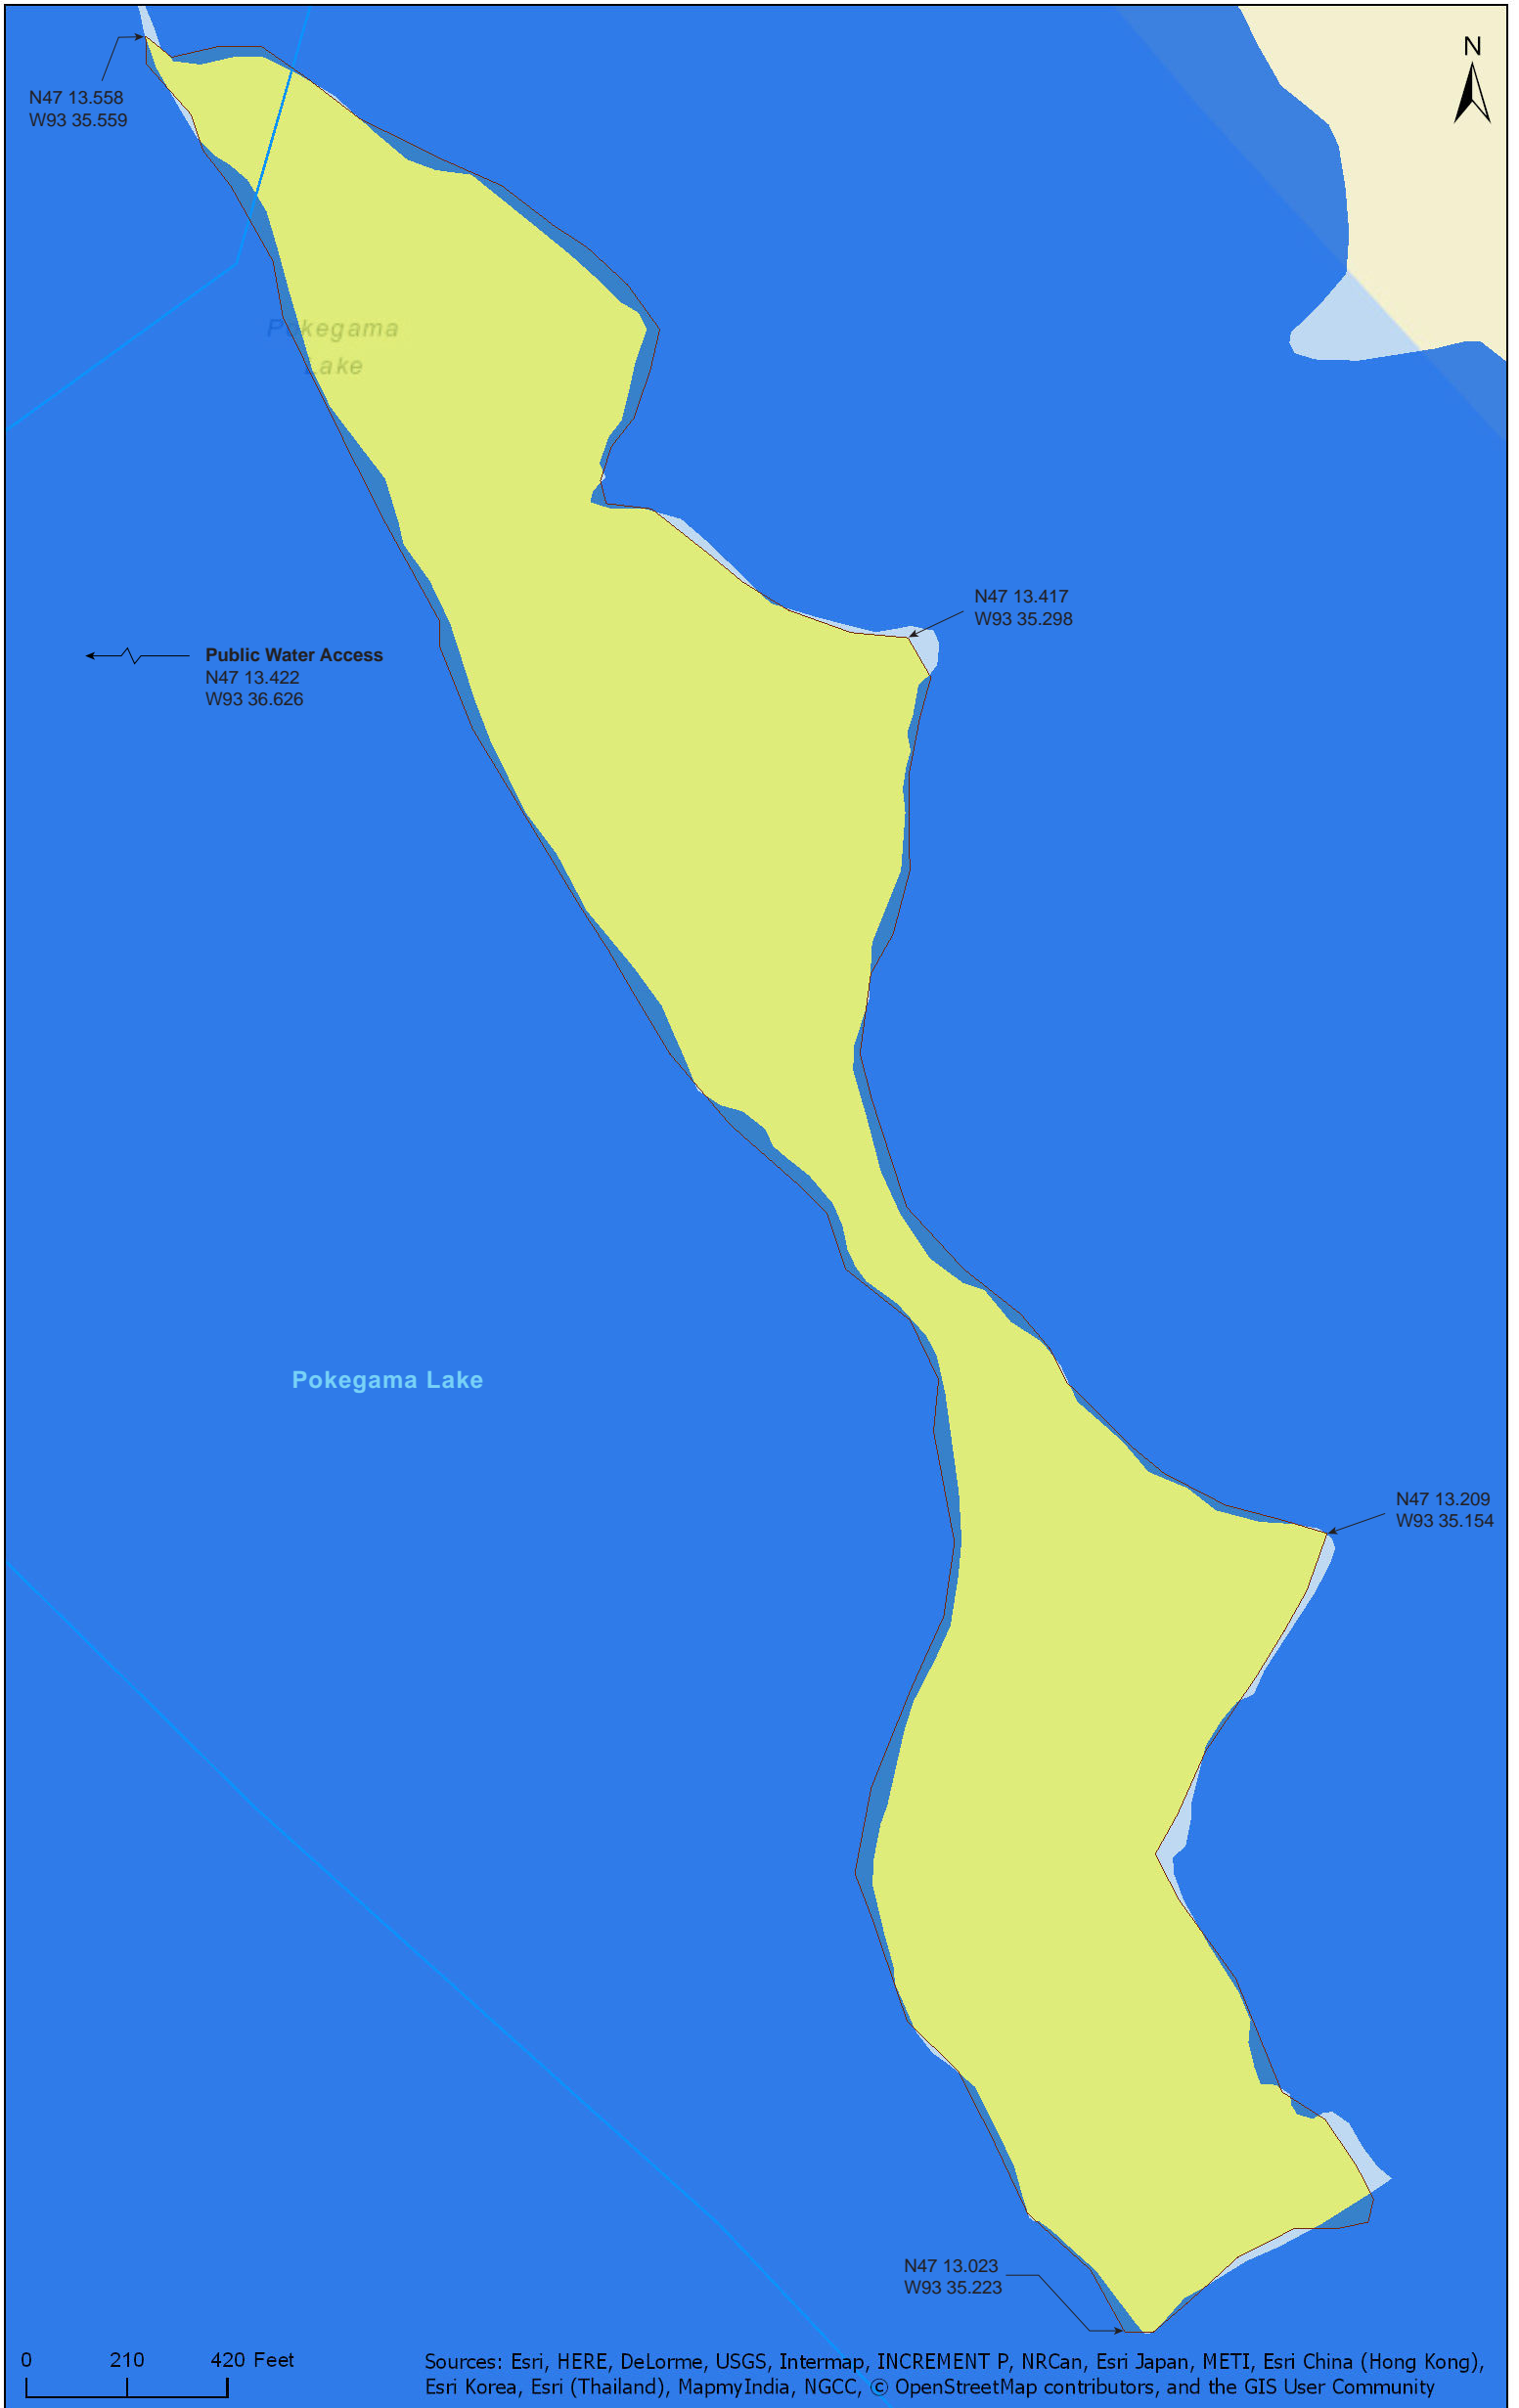 N
N47 13.558
W93 35.559
Pokegama
Lake
N47 13.417
W93 35.298
Public Water Access
N47 13.422
W93 36.626
Pokegama Lake
N47 13.209
W93 35.154
N47 13.023
W93 35.223
0 210 420 Feet
Sources: Esri, HERE, DeLorme, USGS, Intermap, INCREMENT P, NRCan, Esri Japan, METI, Esri China (Hong Kong),
Esri Korea, Esri (Thailand), MapmyIndia, NGCC, © OpenStreetMap contributors, and the GIS User Community